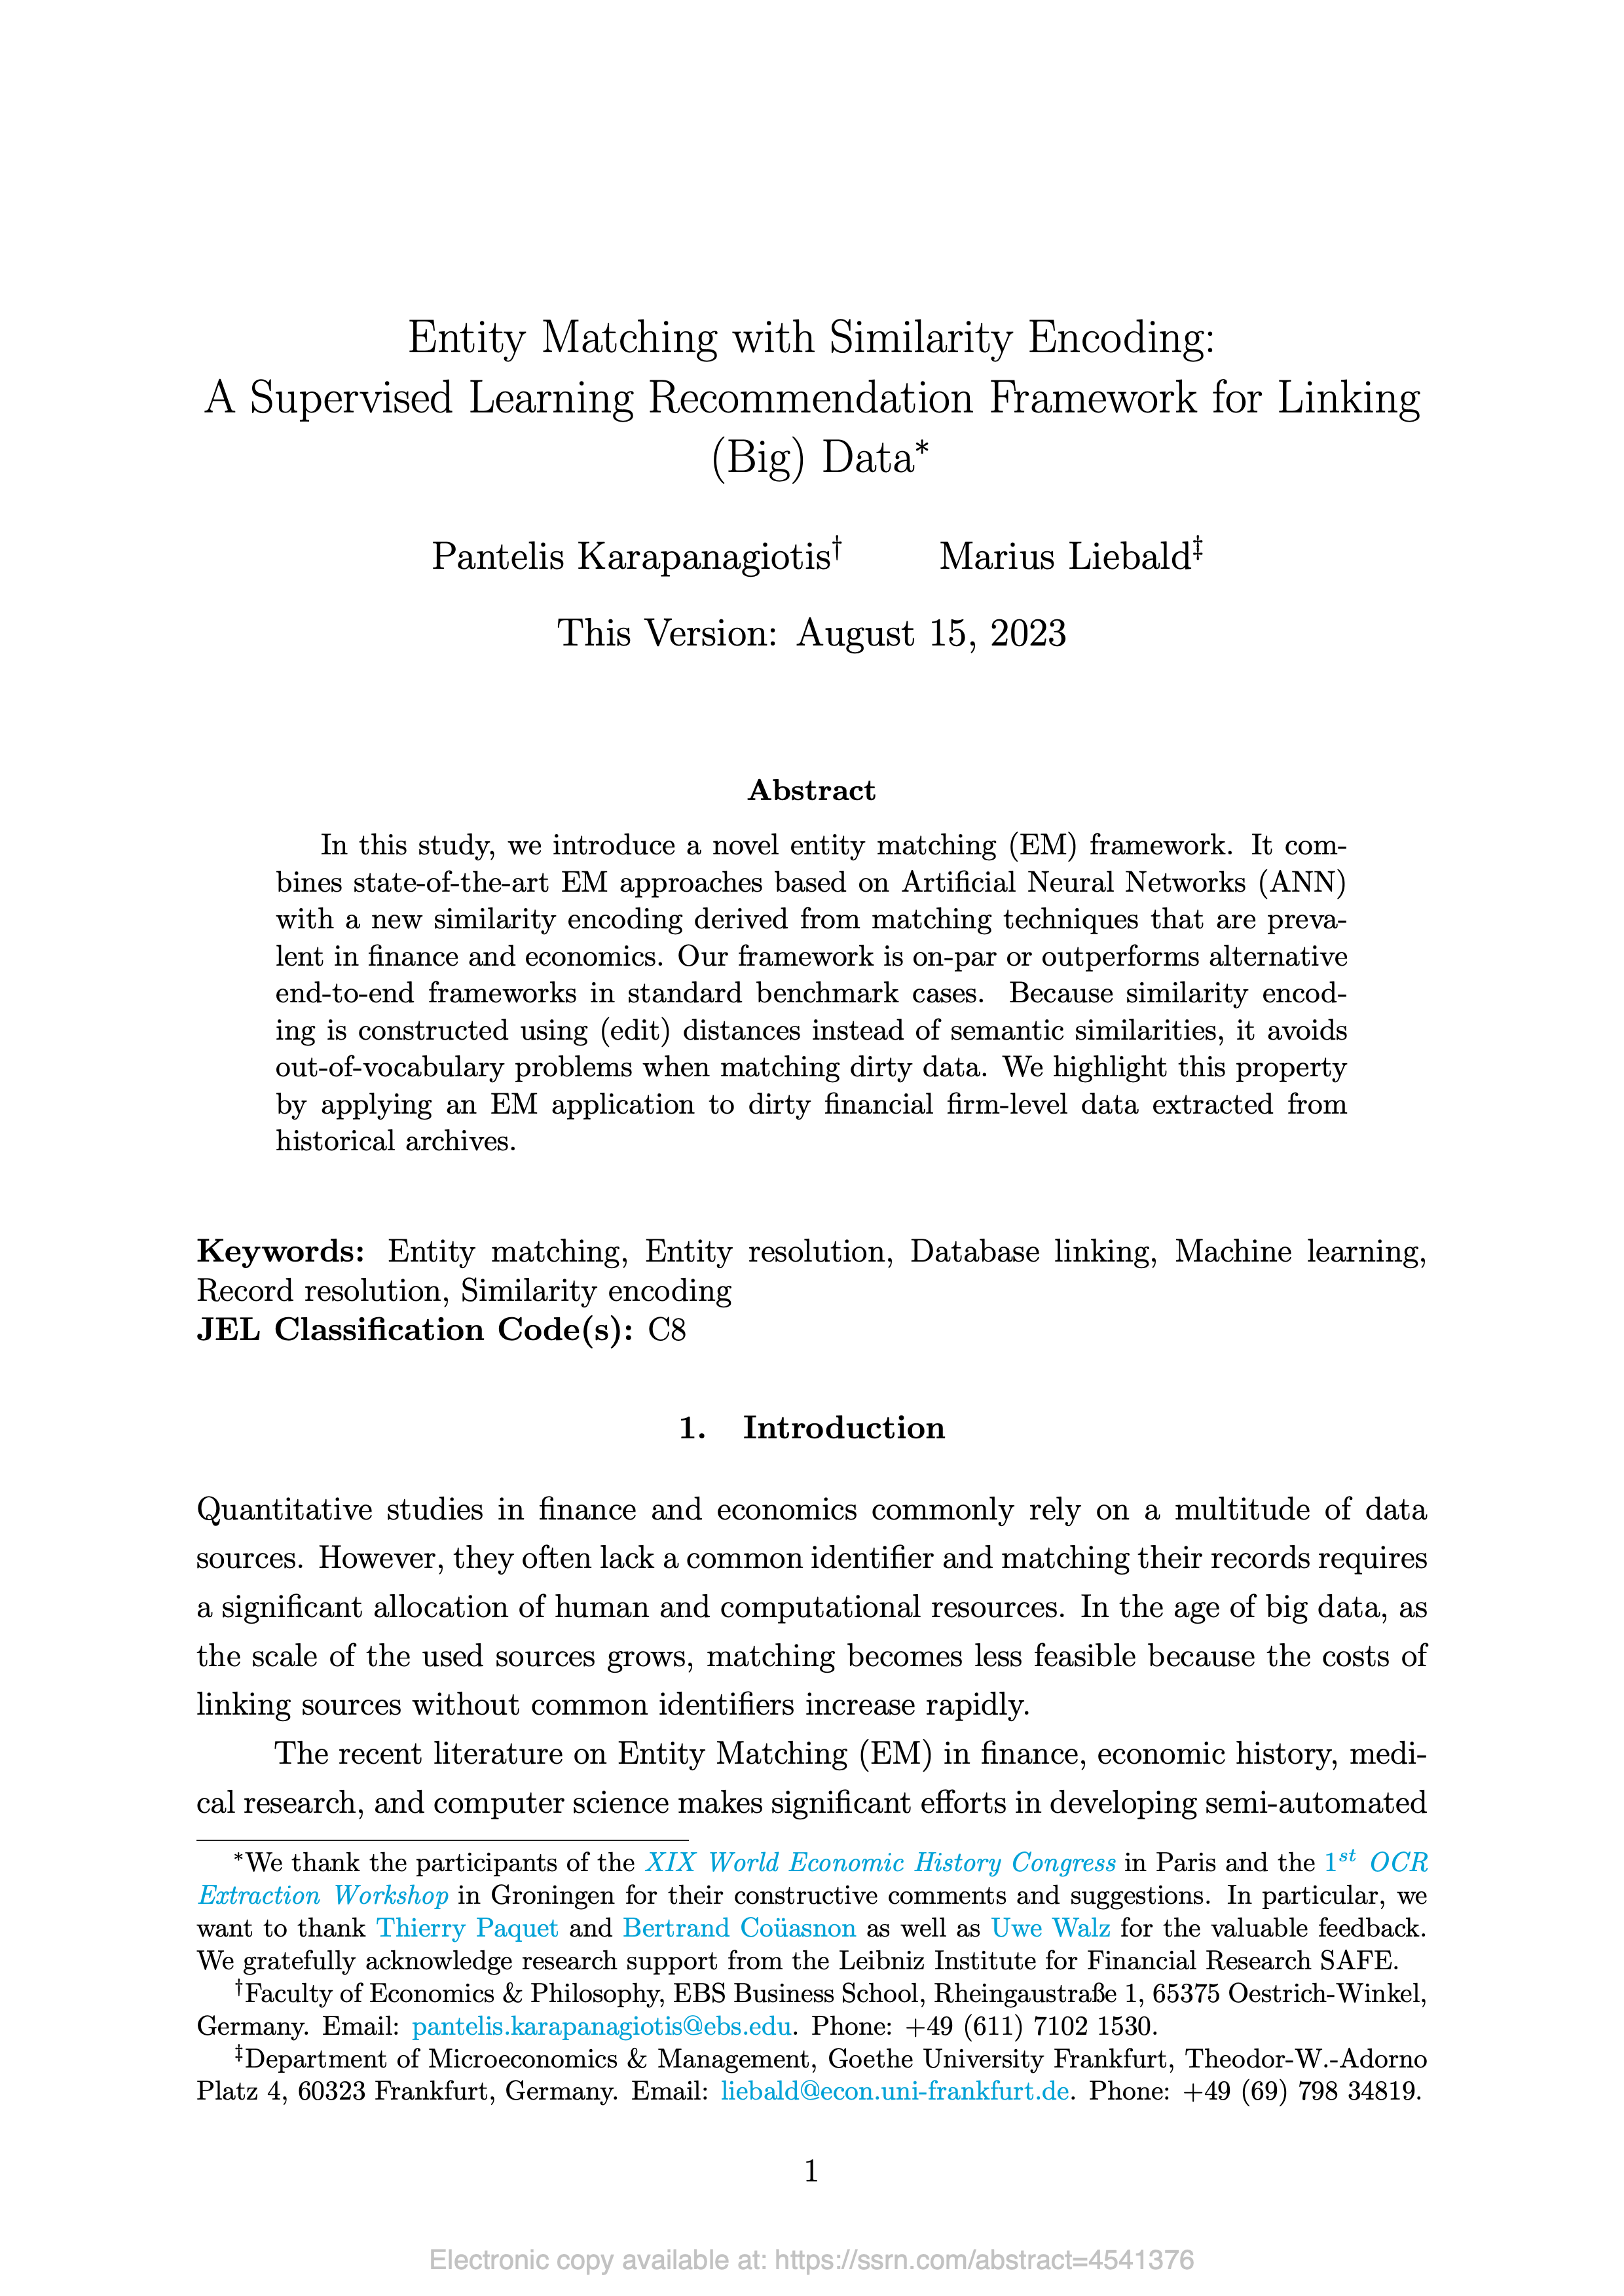 Entity Matching with Similarity Encoding:
A Supervised Learning Recommendation Framework for Linking
(Big) Data*
Pantelis Karapanagiotis† Marius Liebald‡
This Version: August 15, 2023
Abstract
In this study, we introduce a novel entity matching (EM) framework. It com-
bines state-of-the-art EM approaches based on Artificial Neural Networks (ANN)
with a new similarity encoding derived from matching techniques that are preva-
lent in finance and economics. Our framework is on-par or outperforms alternative
end-to-end frameworks in standard benchmark cases. Because similarity encod-
ing is constructed using (edit) distances instead of semantic similarities, it avoids
out-of-vocabulary problems when matching dirty data. We highlight this property
by applying an EM application to dirty financial firm-level data extracted from
historical archives.
Keywords: Entity matching, Entity resolution, Database linking, Machine learning,
Record resolution, Similarity encoding
JEL Classification Code(s): C8
1. Introduction
Quantitative studies in finance and economics commonly rely on a multitude of data
sources. However, they often lack a common identifier and matching their records requires
a significant allocation of human and computational resources. In the age of big data, as
the scale of the used sources grows, matching becomes less feasible because the costs of
linking sources without common identifiers increase rapidly.
The recent literature on Entity Matching (EM) in finance, economic history, medi-
cal research, and computer science makes significant efforts in developing semi-automated
*We thank the participants of the XIX World Economic History Congress in Paris and the 1st OCR
Extraction Workshop in Groningen for their constructive comments and suggestions. In particular, we
want to thank Thierry Paquet and Bertrand Coüasnon as well as Uwe Walz for the valuable feedback.
We gratefully acknowledge research support from the Leibniz Institute for Financial Research SAFE.
†Faculty of Economics & Philosophy, EBS Business School, Rheingaustraße 1, 65375 Oestrich-Winkel,
Germany. Email: pantelis.karapanagiotis@ebs.edu. Phone: +49 (611) 7102 1530.
‡Department of Microeconomics & Management, Goethe University Frankfurt, Theodor-W.-Adorno
Platz 4, 60323 Frankfurt, Germany. Email: liebald@econ.uni-frankfurt.de. Phone: +49 (69) 798 34819.
1
Electronic copy available at: https://ssrn.com/abstract=4541376